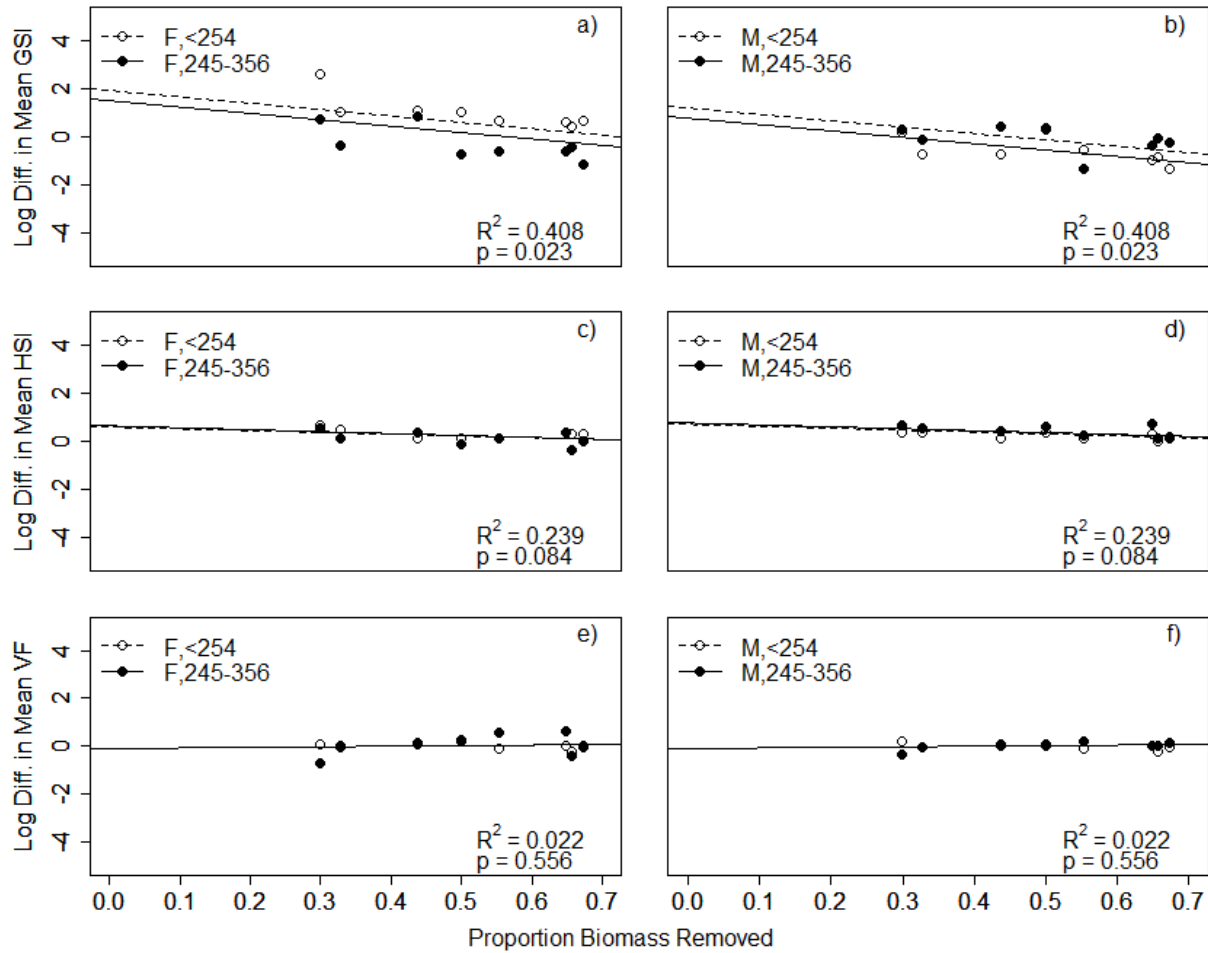 a)
F,<254
F,245-356
R² = 0.408
p = 0.023
Log Diff. in Mean GSI
4
2
0
-2
-4
b)
M,<254
M,245-356
R² = 0.408
p = 0.023
c)
F,<254
F,245-356
R² = 0.239
p = 0.084
Log Diff. in Mean HSI
4
2
0
-2
-4
d)
M,<254
M,245-356
R² = 0.239
p = 0.084
e)
F,<254
F,245-356
R² = 0.022
p = 0.556
Log Diff. in Mean VF
4
2
0
-2
-4
f)
M,<254
M,245-356
R² = 0.022
p = 0.556
0.0 0.1 0.2 0.3 0.4 0.5 0.6 0.7
0.0 0.1 0.2 0.3 0.4 0.5 0.6 0.7
Proportion Biomass Removed